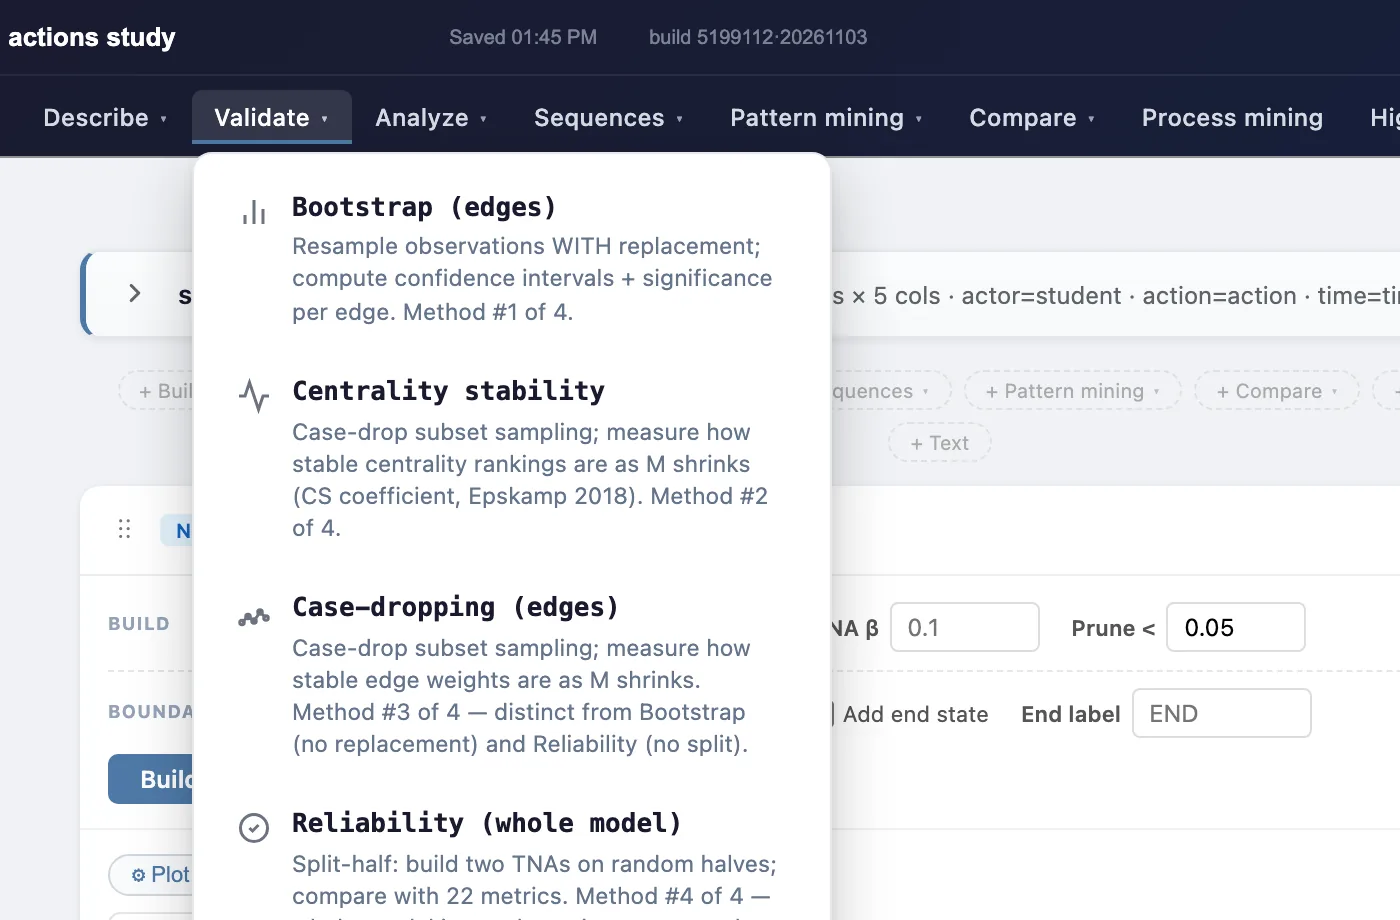 actions study
Saved 01:45 PM
build 5199112·20261103
Describe
Validate
Analyze
Sequences
Pattern mining
Compare
Process mining
Bootstrap (edges)
Resample observations WITH replacement;
compute confidence intervals + significance
per edge. Method #1 of 4.
× 5 cols · actor=student · action=action ·
+ Pattern mining
+ Compare
+ Text
Centrality stability
Case-drop subset sampling; measure how
stable centrality rankings are as M shrinks
(CS coefficient, Epskamp 2018). Method #2
of 4.
Case-dropping (edges)
Case-drop subset sampling; measure how
stable edge weights are as M shrinks.
Method #3 of 4 — distinct from Bootstrap
(no replacement) and Reliability (no split).
BUILD
β 0.1
Prune < 0.05
Add end state
End label END
Plot
Reliability (whole model)
Split-half: build two TNAs on random halves;
compare with 22 metrics. Method #4 of 4 —